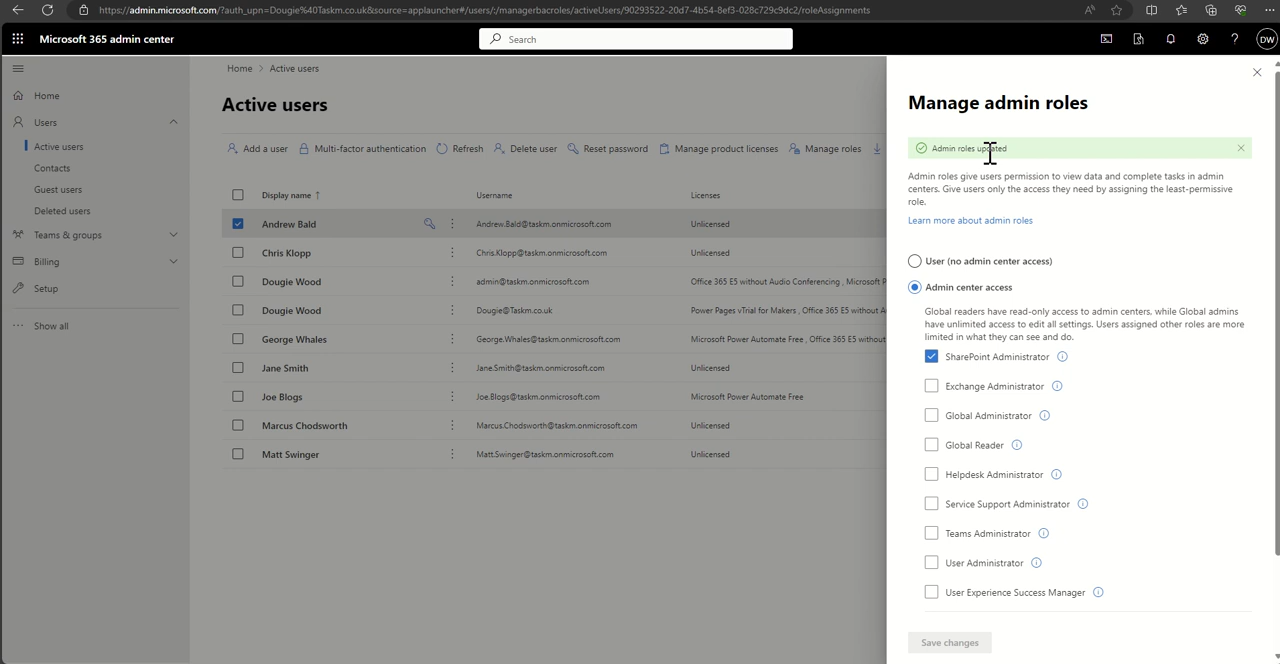 https://admin.microsoft.com/?auth_upn=Dougie%40Taskm.co.uk&source=applauncher#/users/:/managerbacroles/activeUsers/90293522-20d7-4b54-8ef3-028c729c9dc2/roleAssignments
Microsoft 365 admin center
Search
DW
Home
Users
Active users
Contacts
Guest users
Deleted users
Teams & groups
Billing
Setup
Show all
Home > Active users
Active users
Add a user Multi-factor authentication Refresh Delete user Reset password Manage product licenses Manage roles
Display name ↑ Username Licenses
Andrew Bald Andrew.Bald@taskm.onmicrosoft.com Unlicensed
Chris Klopp Chris.Klopp@taskm.onmicrosoft.com Unlicensed
Dougie Wood admin@taskm.onmicrosoft.com Office 365 E5 without Audio Conferencing , Microsoft P
Dougie Wood Dougie@Taskm.co.uk Power Pages vTrial for Makers , Office 365 E5 without A
George Whales George.Whales@taskm.onmicrosoft.com Microsoft Power Automate Free , Office 365 E5 without
Jane Smith Jane.Smith@taskm.onmicrosoft.com Unlicensed
Joe Blogs Joe.Blogs@taskm.onmicrosoft.com Microsoft Power Automate Free
Marcus Chodsworth Marcus.Chodsworth@taskm.onmicrosoft.com Unlicensed
Matt Swinger Matt.Swinger@taskm.onmicrosoft.com Unlicensed
Manage admin roles
Admin roles updated
Admin roles give users permission to view data and complete tasks in admin
centers. Give users only the access they need by assigning the least-permissive
role.
Learn more about admin roles
User (no admin center access)
Admin center access
Global readers have read-only access to admin centers, while Global admins
have unlimited access to edit all settings. Users assigned other roles are more
limited in what they can see and do.
SharePoint Administrator
Exchange Administrator
Global Administrator
Global Reader
Helpdesk Administrator
Service Support Administrator
Teams Administrator
User Administrator
User Experience Success Manager
Save changes